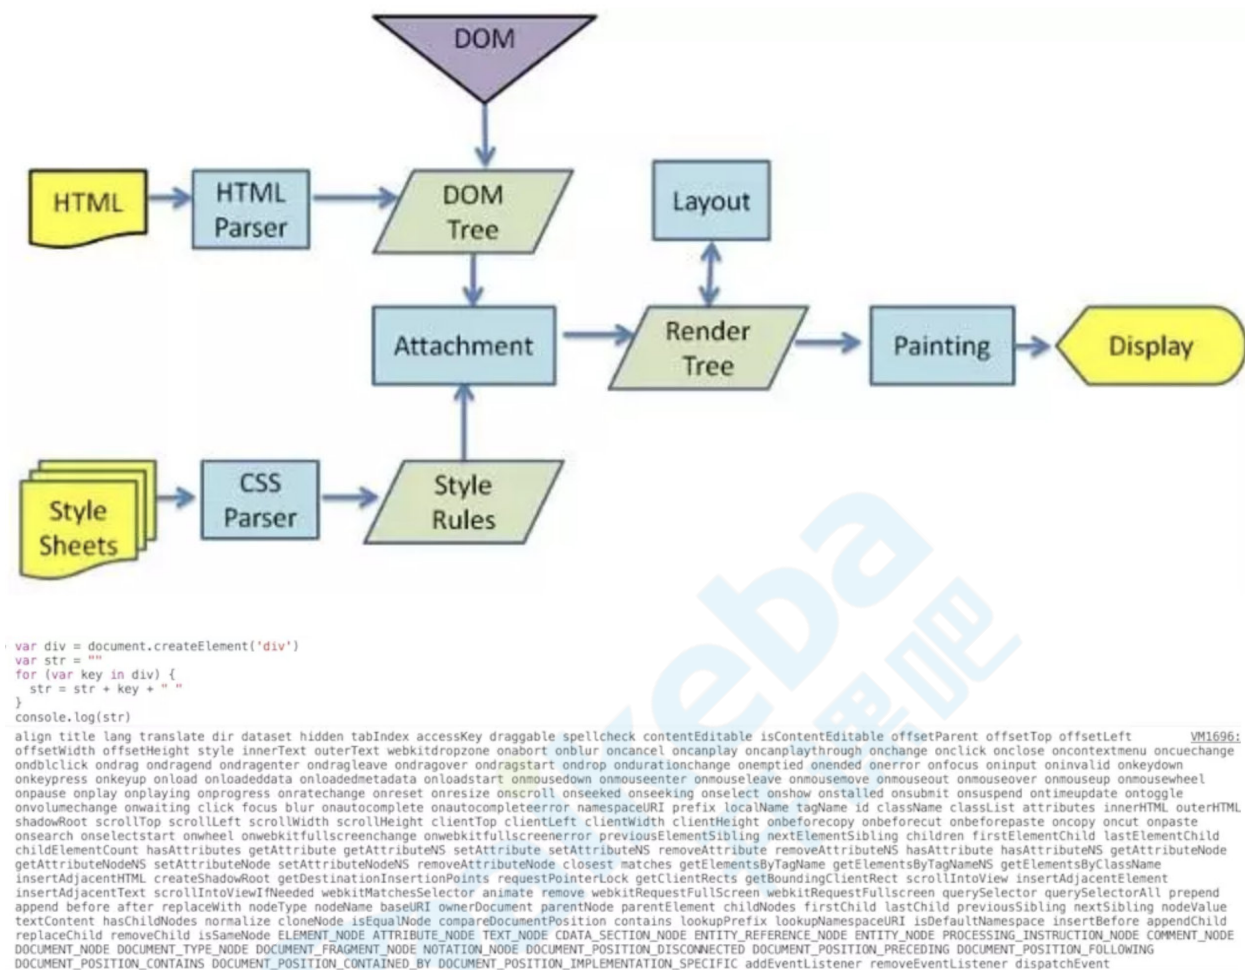 DOM
HTML
HTML
Parser
DOM
Tree
Layout
Attachment
Render
Tree
Painting
Display
Style
Sheets
CSS
Parser
Style
Rules
var div = document.createElement('div')
var str = ""
for (var key in div) {
str = str + key + " "
}
console.log(str)
align title lang translate dir dataset hidden tabIndex accessKey draggable spellcheck contentEditable isContentEditable offsetParent offsetTop offsetLeft VM1696:
offsetWidth offsetHeight style innerText outerText webkitdropzone onabort onblur oncancel oncanplay oncanplaythrough onchange onclick onclose oncontextmenu oncuechange
ondblclick ondrag ondragend ondragenter ondragleave ondragover ondragstart ondrop ondurationchange onemptied onended onerror onfocus oninput oninvalid onkeydown
onkeypress onkeyup onload onloadeddata onloadedmetadata onloadstart onmousedown onmouseenter onmouseleave onmousemove onmouseout onmouseover onmouseup onmousewheel
onpause onplay onplaying onprogress onratechange onreset onresize onscroll onseeked onseeking onselect onshow onstalled onsubmit onsuspend ontimeupdate ontoggle
onvolumechange onwaiting click focus blur onautocomplete onautocompleteerror namespaceURI prefix localName tagName id className classList attributes innerHTML outerHTML
shadowRoot scrollTop scrollLeft scrollWidth scrollHeight clientTop clientLeft clientWidth clientHeight onbeforecopy onbeforecut onbeforepaste oncopy oncut onpaste
onsearch onselectstart onwheel onwebkitfullscreenchange onwebkitfullscreenerror previousElementSibling nextElementSibling children firstElementChild lastElementChild
childElementCount hasAttributes getAttribute getAttributeNS setAttribute setAttributeNS removeAttribute removeAttributeNS hasAttribute hasAttributeNS getAttributeNode
getAttributeNodeNS setAttributeNode setAttributeNodeNS removeAttributeNode closest matches getElementsByTagName getElementsByTagNameNS getElementsByClassName
insertAdjacentHTML createShadowRoot getDestinationInsertionPoints requestPointerLock getClientRects getBoundingClientRect scrollIntoView insertAdjacentElement
insertAdjacentText scrollIntoViewIfNeeded webkitMatchesSelector animate remove webkitRequestFullScreen webkitRequestFullscreen querySelector querySelectorAll prepend
append before after replaceWith nodeType nodeName baseURI ownerDocument parentNode parentElement childNodes firstChild lastChild previousSibling nextSibling nodeValue
textContent hasChildNodes normalize cloneNode isEqualNode compareDocumentPosition contains lookupPrefix lookupNamespaceURI isDefaultNamespace insertBefore appendChild
replaceChild removeChild isSameNode ELEMENT_NODE ATTRIBUTE_NODE TEXT_NODE CDATA_SECTION_NODE ENTITY_REFERENCE_NODE ENTITY_NODE PROCESSING_INSTRUCTION_NODE COMMENT_NODE
DOCUMENT_NODE DOCUMENT_TYPE_NODE DOCUMENT_FRAGMENT_NODE NOTATION_NODE DOCUMENT_POSITION_DISCONNECTED DOCUMENT_POSITION_PRECEDING DOCUMENT_POSITION_FOLLOWING
DOCUMENT_POSITION_CONTAINS DOCUMENT_POSITION_CONTAINED_BY DOCUMENT_POSITION_IMPLEMENTATION_SPECIFIC addEventListener removeEventListener dispatchEvent